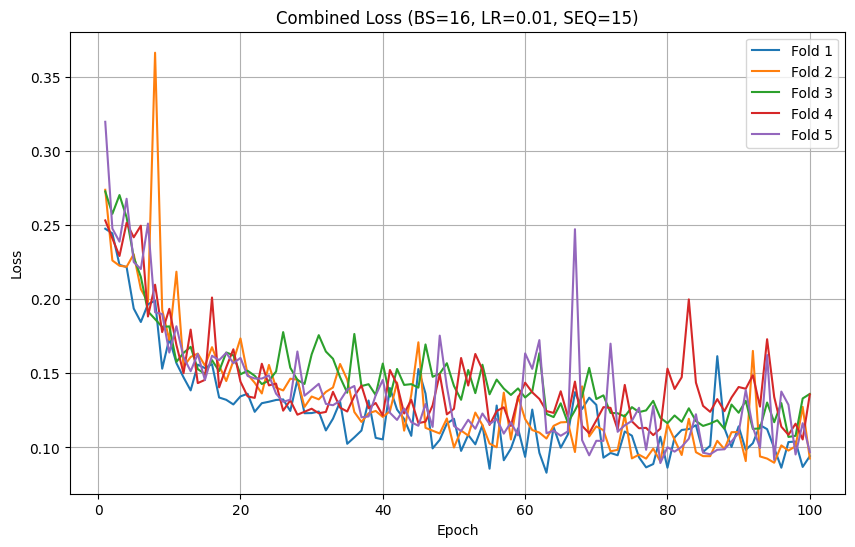 Combined Loss (BS=16, LR=0.01, SEQ=15)
Fold 1
Fold 2
Fold 3
Fold 4
Fold 5
Loss
0.35
0.30
0.25
0.20
0.15
0.10
0
20
40
60
80
100
Epoch